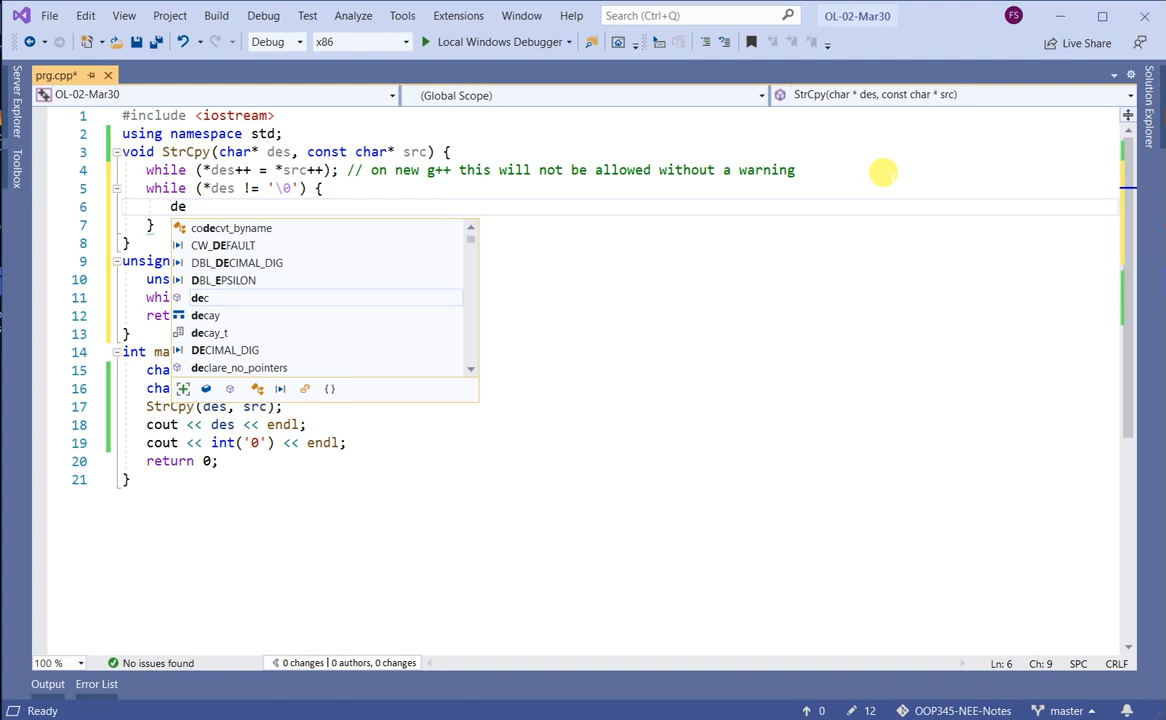 File Edit View Project Build Debug Test Analyze Tools Extensions Window Help Search (Ctrl+Q) OL-02-Mar30 FS
Debug x86 Local Windows Debugger Live Share
prg.cpp*
OL-02-Mar30 (Global Scope) StrCpy(char * des, const char * src)
Server Explorer
Toolbox
Solution Explorer
1 #include <iostream>
2 using namespace std;
3 void StrCpy(char* des, const char* src) {
4 while (*des++ = *src++); // on new g++ this will not be allowed without a warning
5 while (*des != '\0') {
6 de
7 }
8 }
9 unsign
10 uns
11 whi
12 ret
13 }
14 int ma
15 cha
16 cha
17 StrCpy(des, src);
18 cout << des << endl;
19 cout << int('0') << endl;
20 return 0;
21 }
codecvt_byname
CW_DEFAULT
DBL_DECIMAL_DIG
DBL_EPSILON
dec
decay
decay_t
DECIMAL_DIG
declare_no_pointers
100 % No issues found 0 changes | 0 authors, 0 changes Ln: 6 Ch: 9 SPC CRLF
Output Error List
Ready 0 12 OOP345-NEE-Notes master